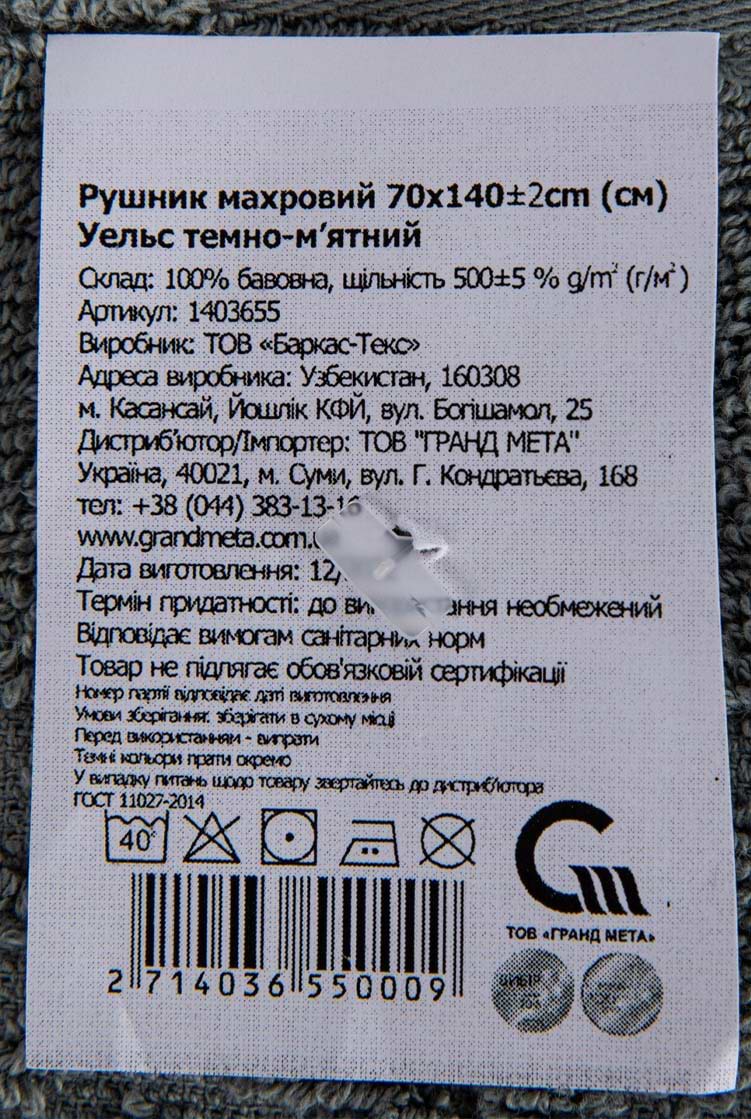 Рушник махровий 70х140±2cm (см)
Уельс темно-м'ятний
Склад: 100% бавовна, щільність 500±5 % g/m² (г/м²)
Артикул: 1403655
Виробник: ТОВ «Баркас-Текс»
Адреса виробника: Узбекистан, 160308
м. Касансай, Йошлік КФЙ, вул. Богішамол, 25
Дистриб'ютор/Імпортер: ТОВ "ГРАНД МЕТА"
Україна, 40021, м. Суми, вул. Г. Кондратьєва, 168
тел: +38 (044) 383-13-16
www.grandmeta.com.
Дата виготовлення: 12/
Термін придатності: до ання необмежений
Відповідає вимогам санітарних норм
Товар не підлягає обов'язковій сертифікації
Номер партії відповідає даті виготовлення
Умови зберігання: зберігати в сухому місці
Перед використанням - випрати
Темні кольори прати окремо
У випадку питань щодо товару звертайтесь до дистриб'ютора
ГОСТ 11027-2014
40°
ТОВ «ГРАНД МЕТА»
2 714036 550009